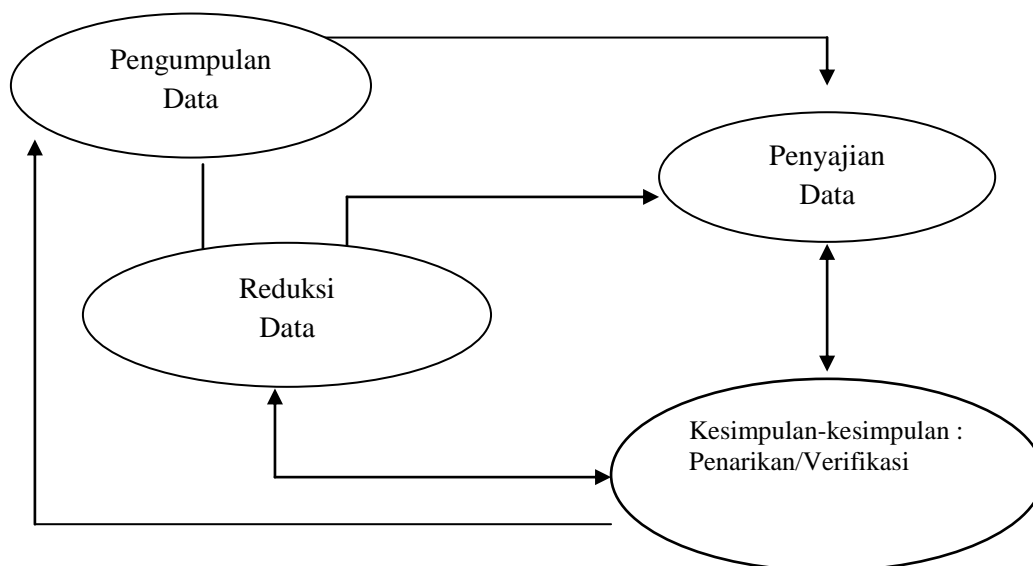 Pengumpulan
Data
Penyajian
Data
Reduksi
Data
Kesimpulan-kesimpulan :
Penarikan/Verifikasi